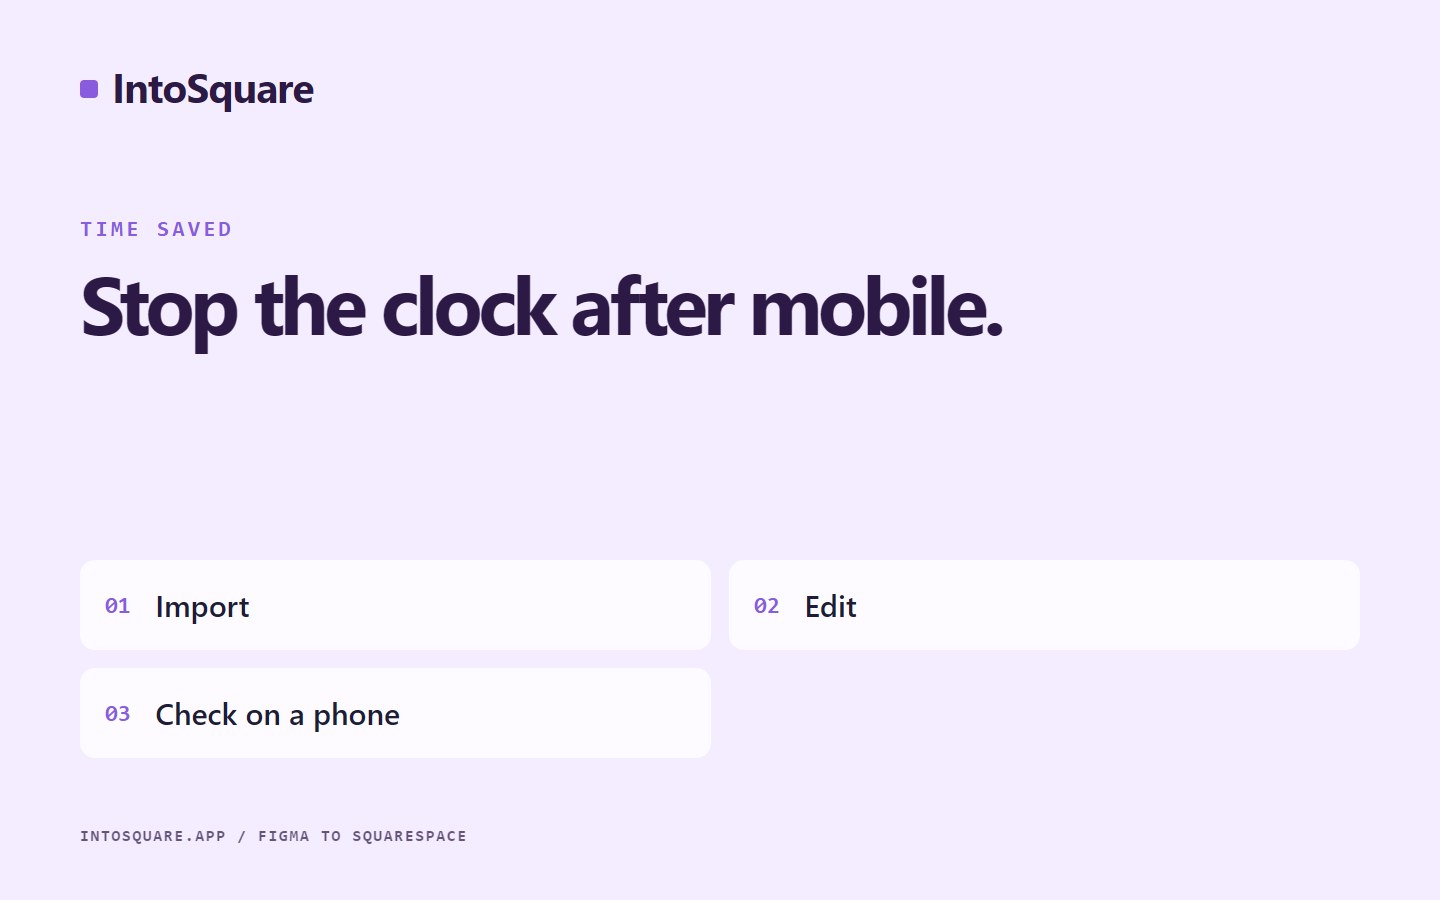 IntoSquare
TIME SAVED
Stop the clock after mobile.
01 Import
02 Edit
03 Check on a phone
INTOSQUARE.APP / FIGMA TO SQUARESPACE